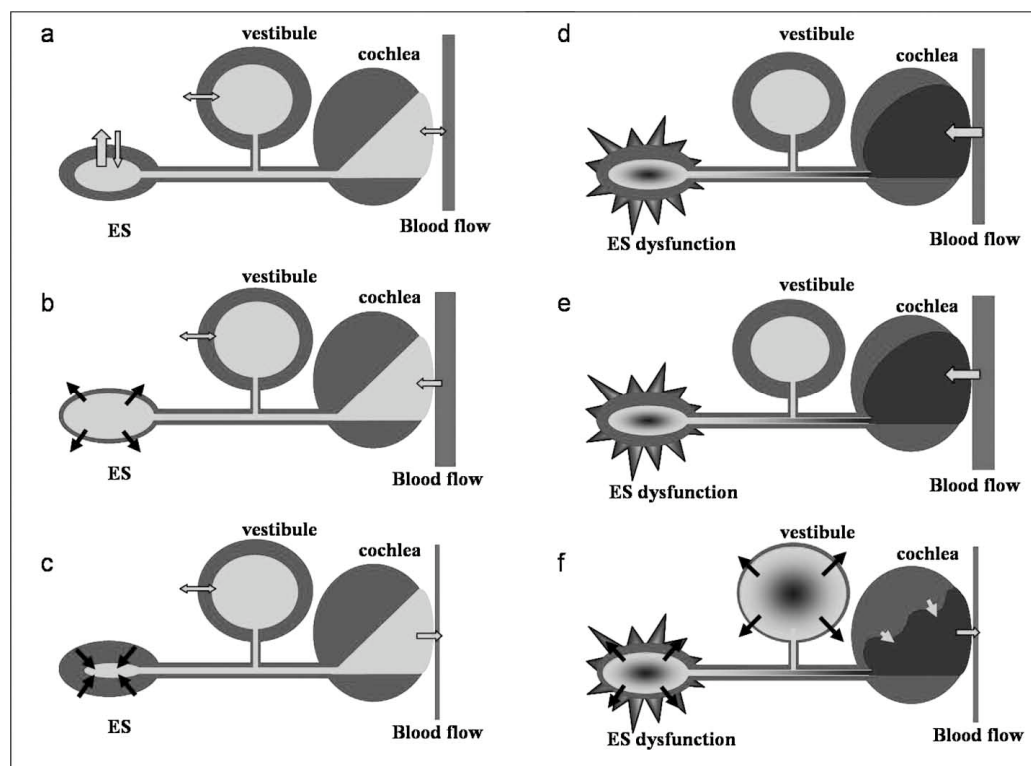 a
vestibule
cochlea
ES
Blood flow
b
vestibule
cochlea
ES
Blood flow
c
vestibule
cochlea
ES
Blood flow
d
vestibule
cochlea
ES dysfunction
Blood flow
e
vestibule
cochlea
ES dysfunction
Blood flow
f
vestibule
cochlea
ES dysfunction
Blood flow